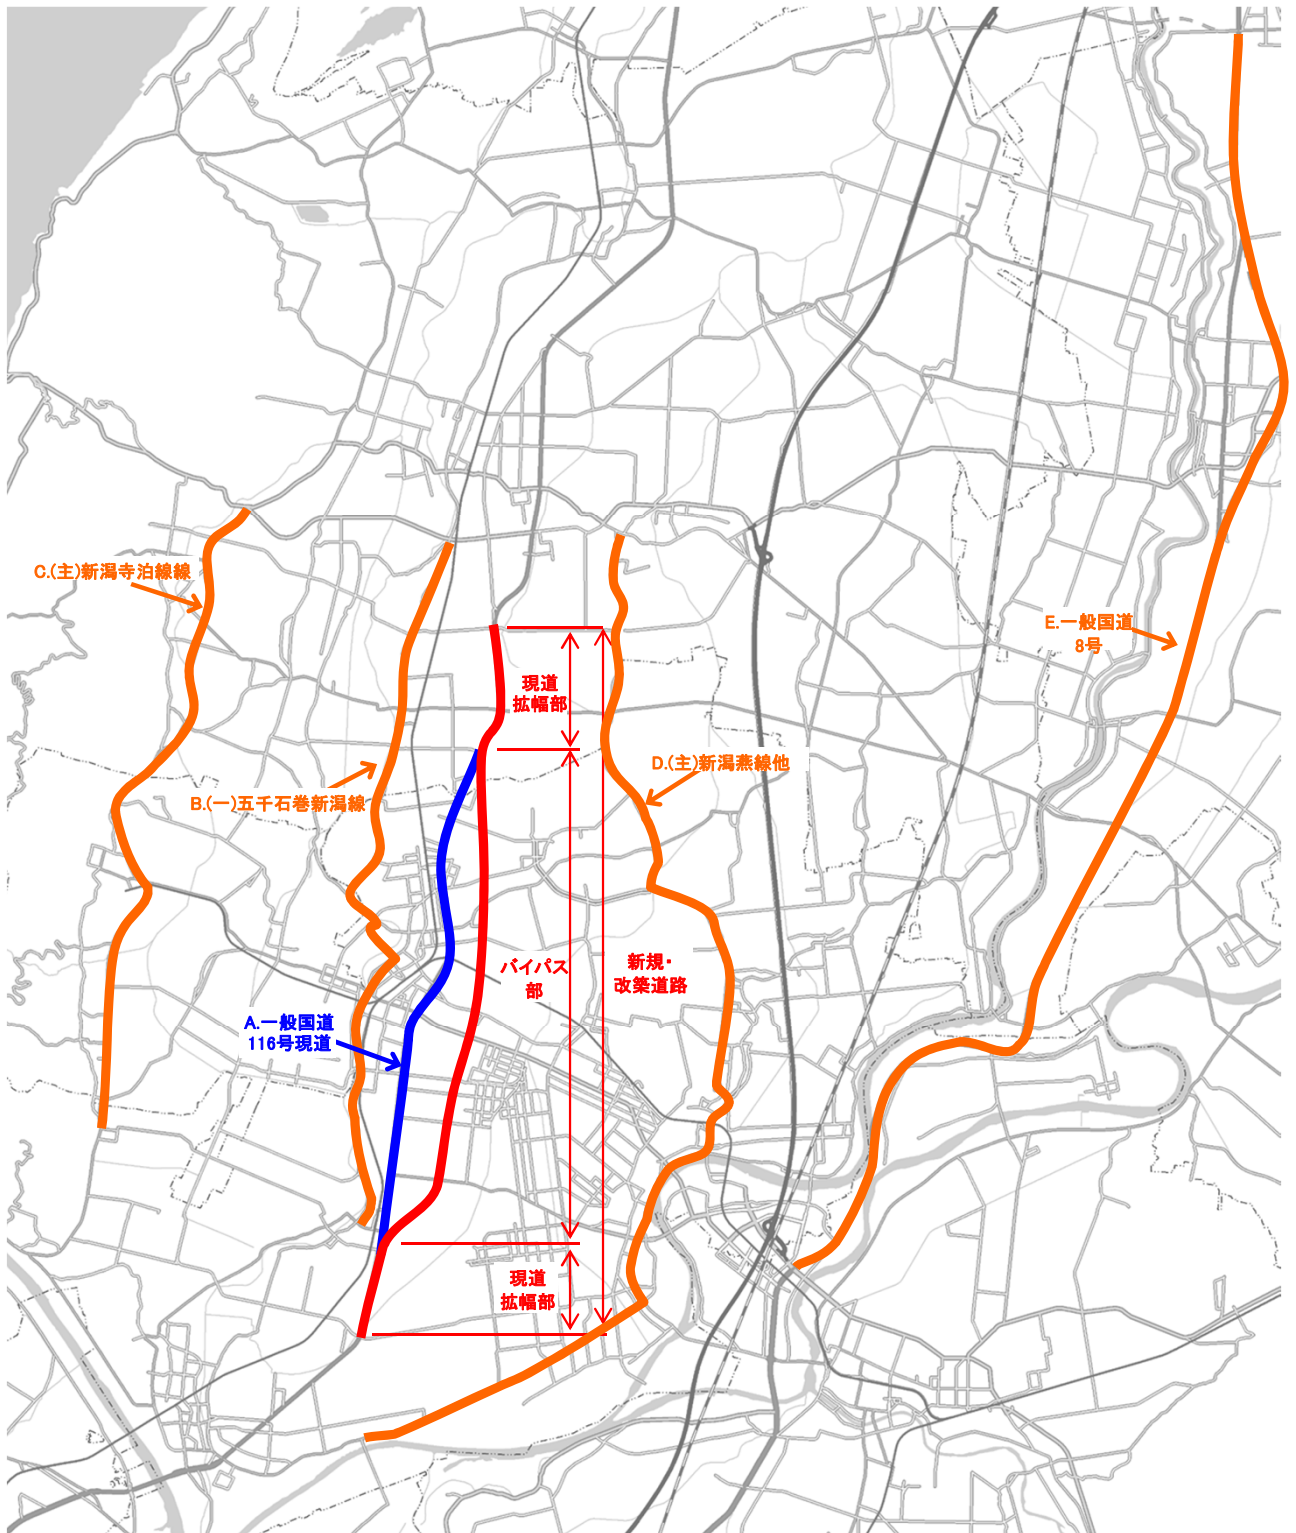 C.(主)新潟寺泊線線
E.一般国道
8号
現道
拡幅部
D.(主)新潟燕線他
B.(一)五千石巻新潟線
バイパス
部
新規・
改築道路
A.一般国道
116号現道
現道
拡幅部